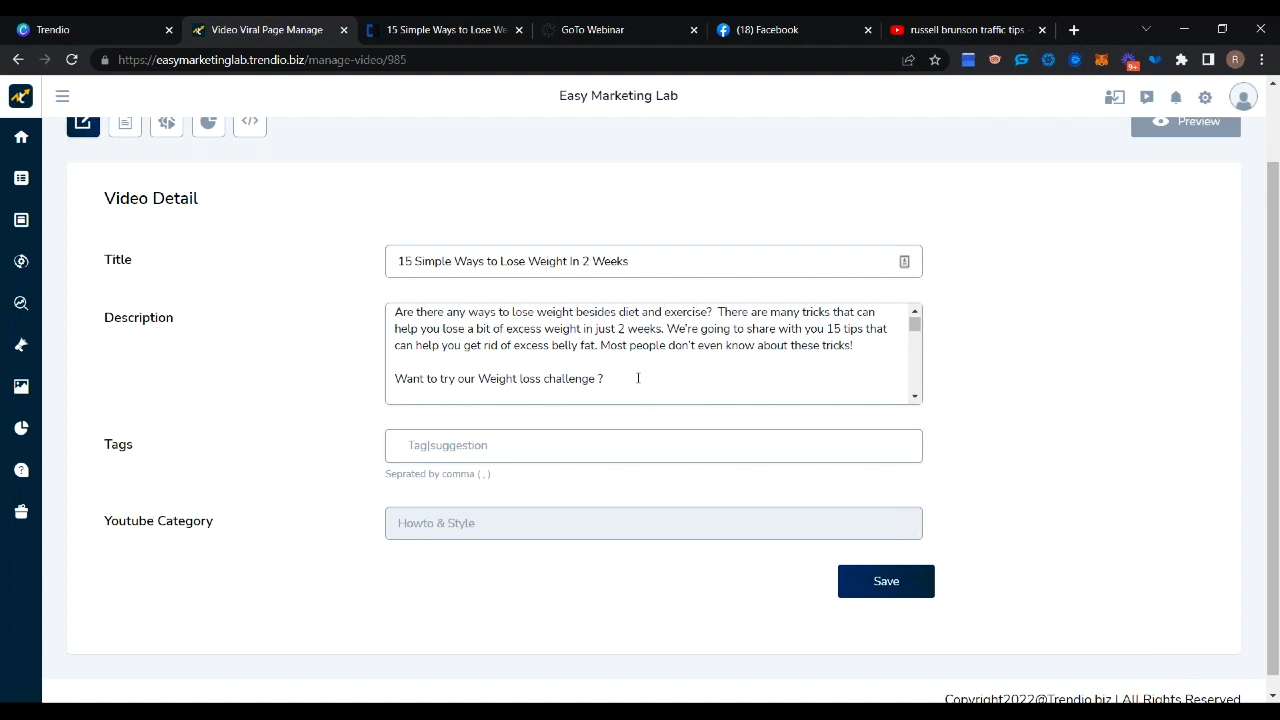 Trendio
Video Viral Page Manage
15 Simple Ways to Lose We
GoTo Webinar
(18) Facebook
russell brunson traffic tips -
https://easymarketinglab.trendio.biz/manage-video/985
9+
R
Easy Marketing Lab
Preview
Video Detail
Title
15 Simple Ways to Lose Weight In 2 Weeks
Description
Are there any ways to lose weight besides diet and exercise? There are many tricks that can
help you lose a bit of excess weight in just 2 weeks. We're going to share with you 15 tips that
can help you get rid of excess belly fat. Most people don't even know about these tricks!
Want to try our Weight loss challenge ?
Tags
Tag|suggestion
Seprated by comma ( , )
Youtube Category
Howto & Style
Save
Copyright2022@Trendio.biz | All Rights Reserved